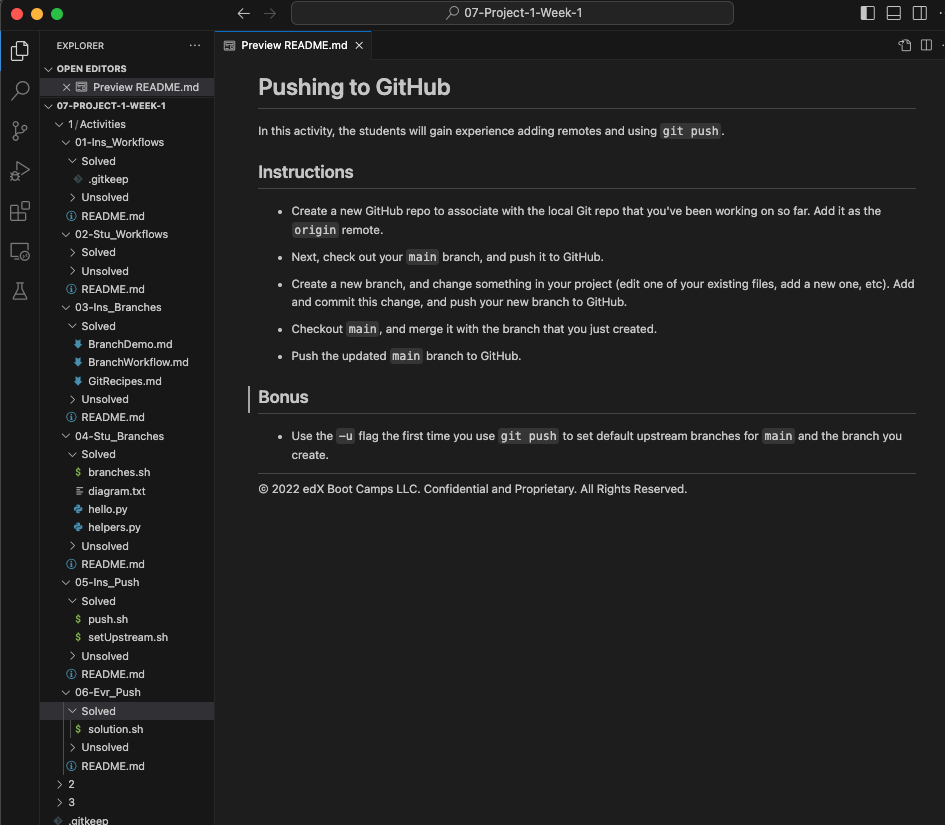 07-Project-1-Week-1
EXPLORER
Preview README.md
OPEN EDITORS
Preview README.md
07-PROJECT-1-WEEK-1
1 / Activities
01-Ins_Workflows
Solved
.gitkeep
Unsolved
README.md
02-Stu_Workflows
Solved
Unsolved
README.md
03-Ins_Branches
Solved
BranchDemo.md
BranchWorkflow.md
GitRecipes.md
Unsolved
README.md
04-Stu_Branches
Solved
branches.sh
diagram.txt
hello.py
helpers.py
Unsolved
README.md
05-Ins_Push
Solved
push.sh
setUpstream.sh
Unsolved
README.md
06-Evr_Push
Solved
solution.sh
Unsolved
README.md
2
3
.gitkeep
Pushing to GitHub
In this activity, the students will gain experience adding remotes and using git push.
Instructions
• Create a new GitHub repo to associate with the local Git repo that you've been working on so far. Add it as the
origin remote.
• Next, check out your main branch, and push it to GitHub.
• Create a new branch, and change something in your project (edit one of your existing files, add a new one, etc). Add
and commit this change, and push your new branch to GitHub.
• Checkout main, and merge it with the branch that you just created.
• Push the updated main branch to GitHub.
Bonus
• Use the -u flag the first time you use git push to set default upstream branches for main and the branch you
create.
© 2022 edX Boot Camps LLC. Confidential and Proprietary. All Rights Reserved.